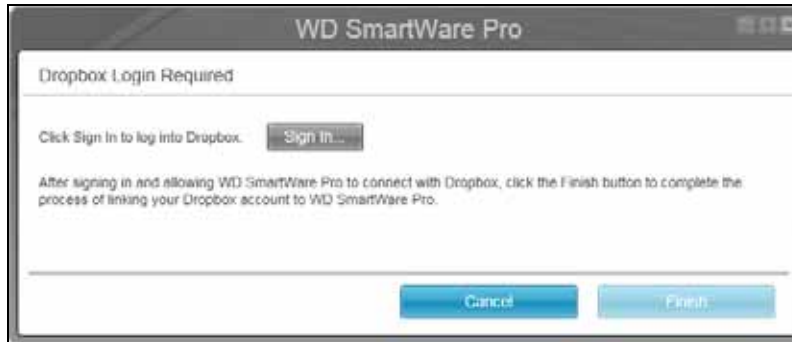 WD SmartWare Pro
Dropbox Login Required
Click Sign In to log into Dropbox. Sign In...
After signing in and allowing WD SmartWare Pro to connect with Dropbox, click the Finish button to complete the
process of linking your Dropbox account to WD SmartWare Pro.
Cancel Finish